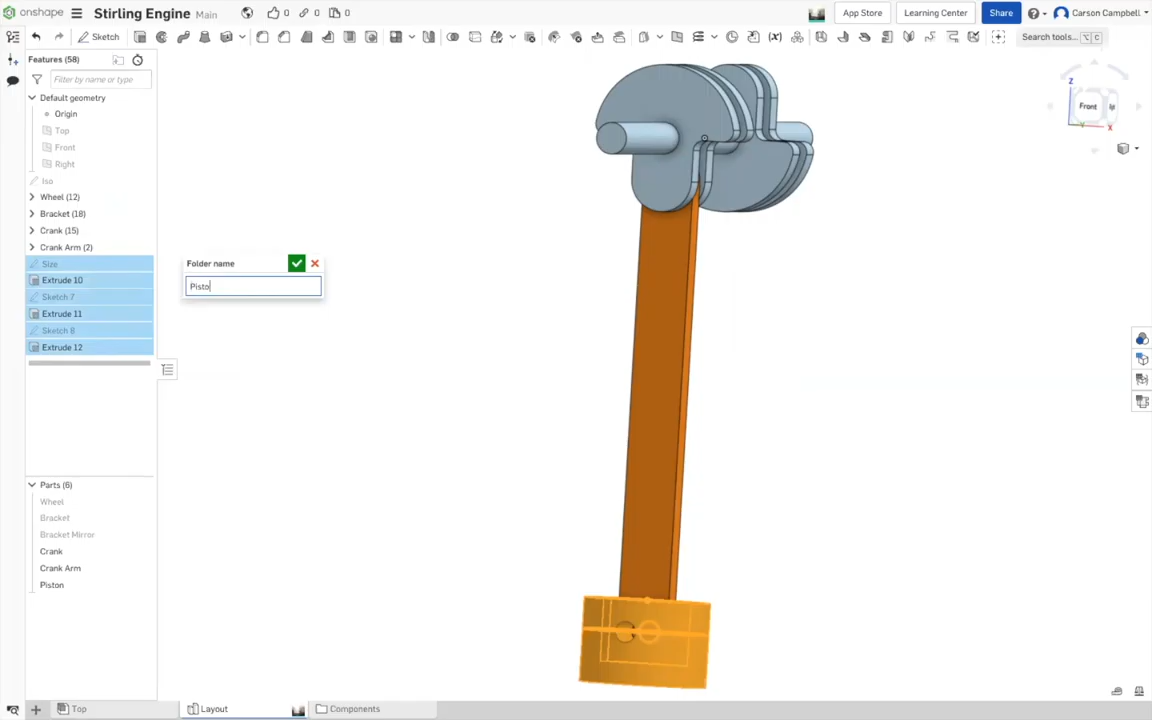 onshape Stirling Engine Main 0 0 0 App Store Learning Center Share Carson Campbell
Sketch Search tools... ⌥ C
Features (58)
Filter by name or type
Default geometry
Origin
Top
Front
Right
Iso
Wheel (12)
Bracket (18)
Crank (15)
Crank Arm (2)
Size
Extrude 10
Sketch 7
Extrude 11
Sketch 8
Extrude 12
Folder name
Pisto
Z
Front
X
Parts (6)
Wheel
Bracket
Bracket Mirror
Crank
Crank Arm
Piston
Top Layout Components